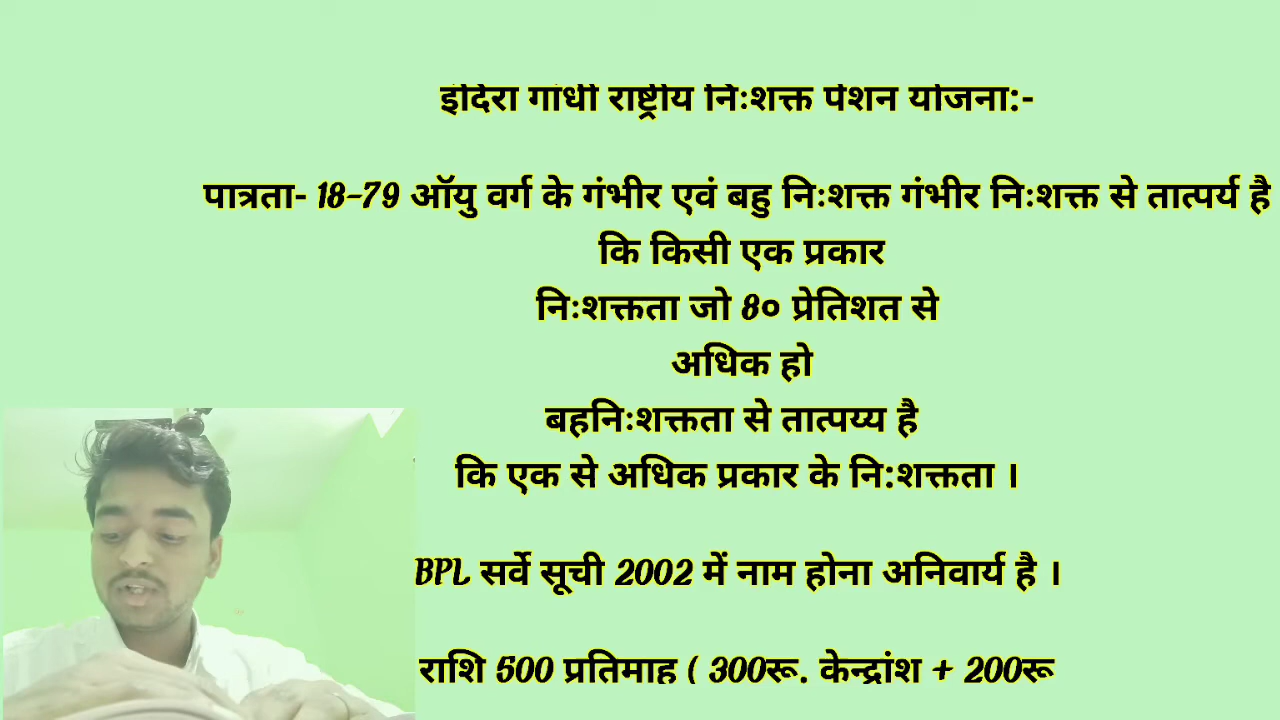 इंदिरा गांधी राष्ट्रीय निःशक्त पेंशन योजना:-
पात्रता- 18-79 ऑयु वर्ग के गंभीर एवं बहु निःशक्त गंभीर निःशक्त से तात्पर्य है
कि किसी एक प्रकार
निःशक्तता जो 8० प्रेतिशत से
अधिक हो
बहनिःशक्तता से तात्पय्य है
कि एक से अधिक प्रकार के नि:शक्तता ।
BPL सर्वे सूची 2002 में नाम होना अनिवार्य है ।
राशि 500 प्रतिमाह ( 300रू. केन्द्रांश + 200रू